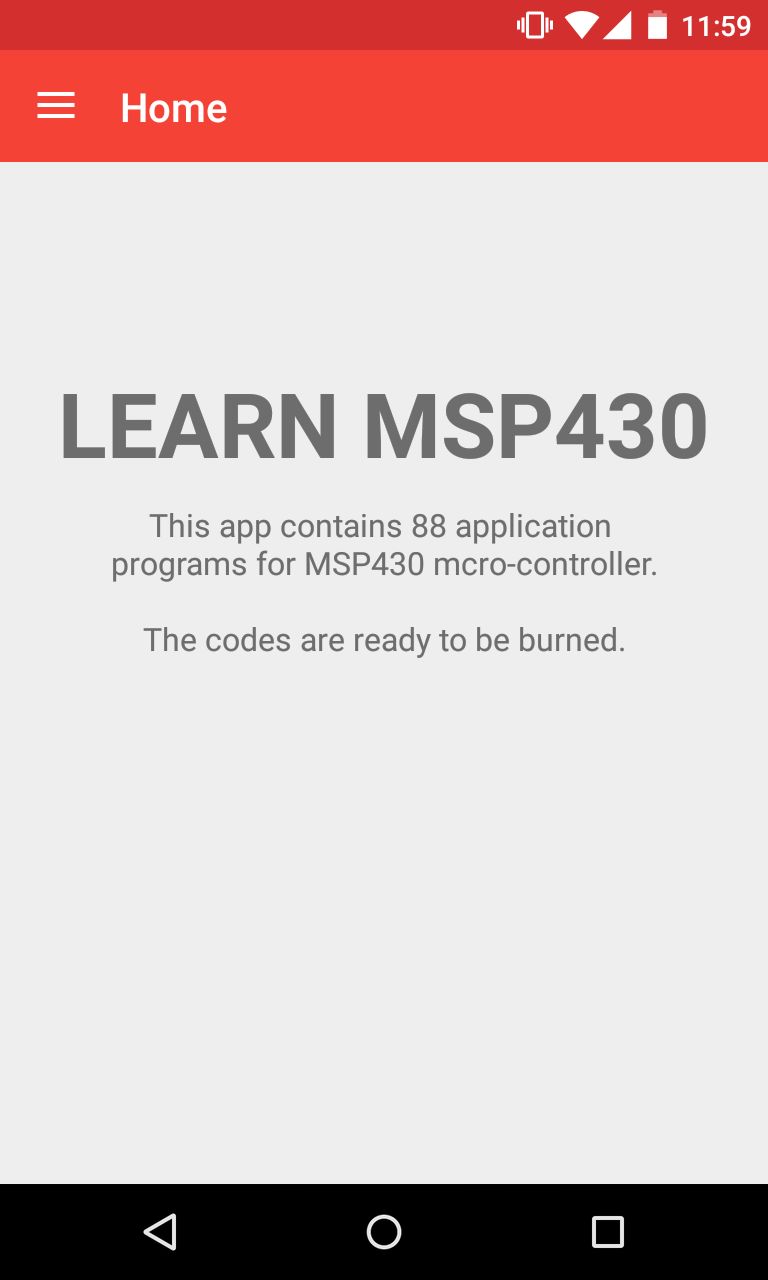 11:59
Home
LEARN MSP430
This app contains 88 application
programs for MSP430 mcro-controller.
The codes are ready to be burned.